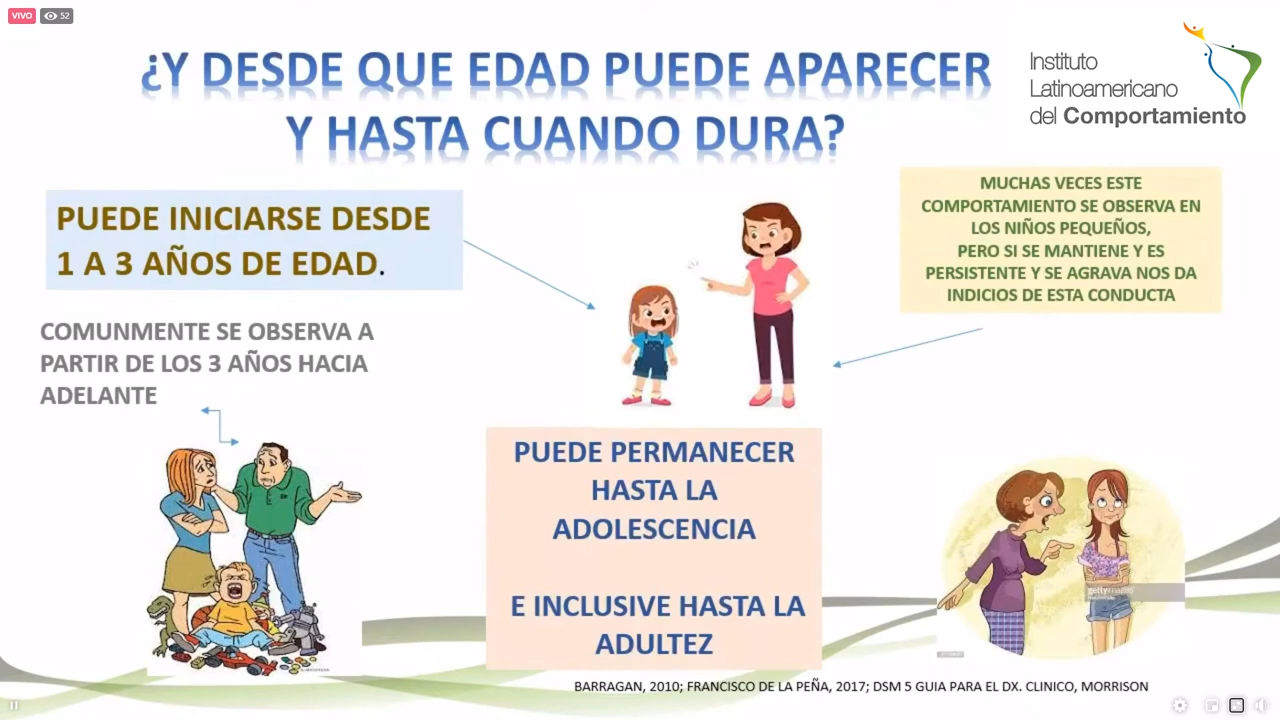 VIVO
52
¿Y DESDE QUE EDAD PUEDE APARECER
Y HASTA CUANDO DURA?
Instituto
Latinoamericano
del Comportamiento
PUEDE INICIARSE DESDE
1 A 3 AÑOS DE EDAD.
MUCHAS VECES ESTE
COMPORTAMIENTO SE OBSERVA EN
LOS NIÑOS PEQUEÑOS,
PERO SI SE MANTIENE Y ES
PERSISTENTE Y SE AGRAVA NOS DA
INDICIOS DE ESTA CONDUCTA
COMUNMENTE SE OBSERVA A
PARTIR DE LOS 3 AÑOS HACIA
ADELANTE
PUEDE PERMANECER
HASTA LA
ADOLESCENCIA
E INCLUSIVE HASTA LA
ADULTEZ
BARRAGAN, 2010; FRANCISCO DE LA PEÑA, 2017; DSM 5 GUIA PARA EL DX. CLINICO, MORRISON